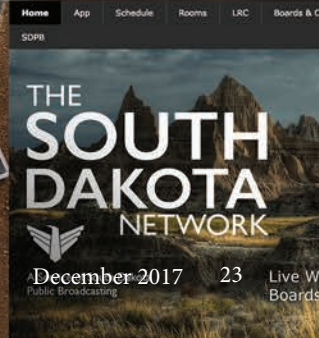 Home App Schedule Rooms LRC Boards & C
SDPB
THE
SOUTH
DAKOTA
NETWORK
December 2017 23
Public Broadcasting
Live W
Boards